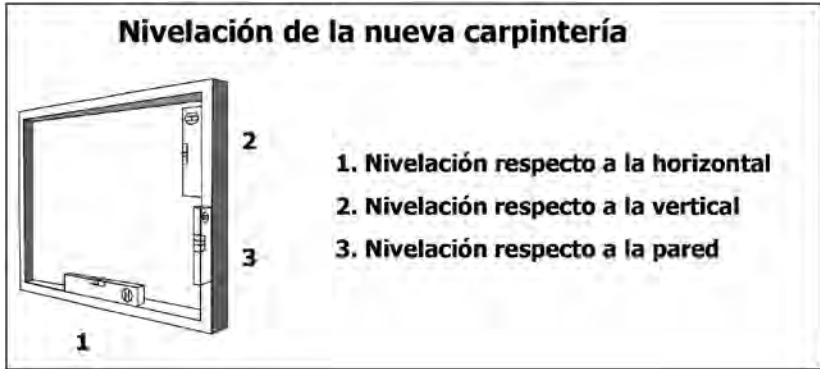 Nivelación de la nueva carpintería
2
1. Nivelación respecto a la horizontal
2. Nivelación respecto a la vertical
3
3. Nivelación respecto a la pared
1